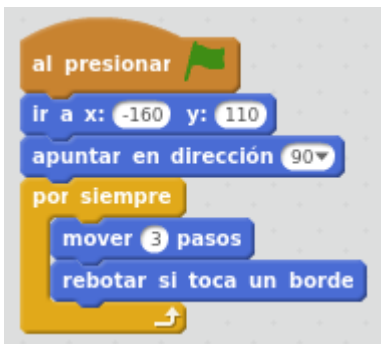 al presionar
ir a x: -160 y: 110
apuntar en dirección 90
por siempre
mover 3 pasos
rebotar si toca un borde